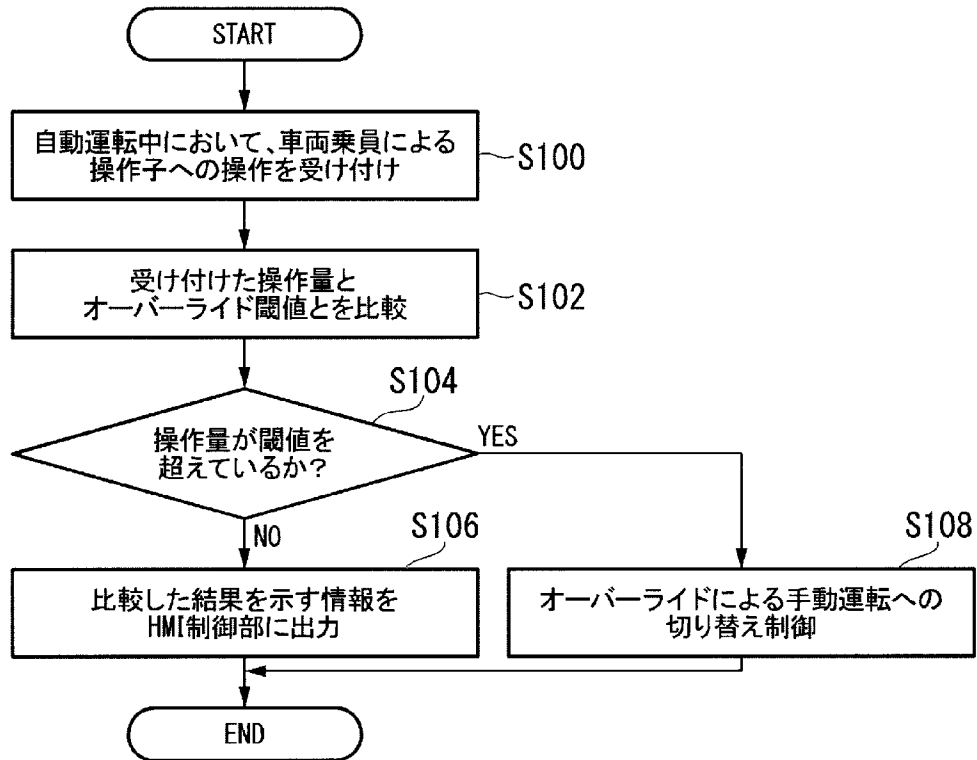 START
自動運転中において、車両乗員による
操作子への操作を受け付け
S100
受け付けた操作量と
オーバーライド閾値とを比較
S102
S104
操作量が閾値を
超えているか?
YES
NO
S106
比較した結果を示す情報を
HMI制御部に出力
S108
オーバーライドによる手動運転への
切り替え制御
END